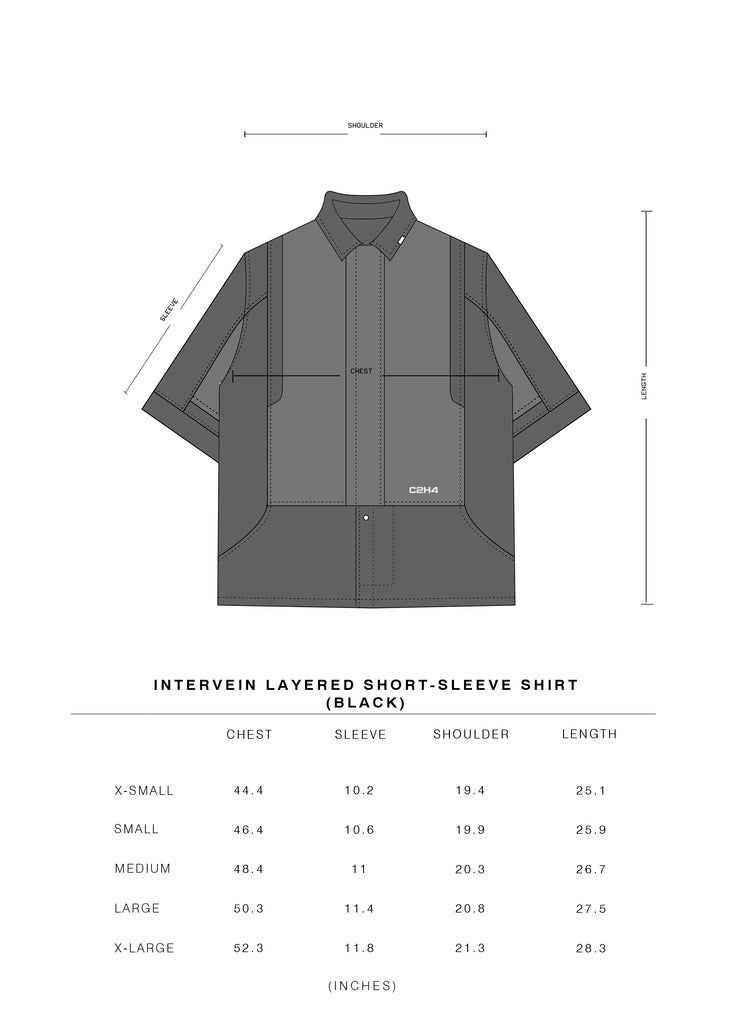 SHOULDER
SLEEVE
CHEST
LENGTH
C2H4
INTERVEIN LAYERED SHORT-SLEEVE SHIRT
(BLACK)
CHEST SLEEVE SHOULDER LENGTH
X-SMALL 44.4 10.2 19.4 25.1
SMALL 46.4 10.6 19.9 25.9
MEDIUM 48.4 11 20.3 26.7
LARGE 50.3 11.4 20.8 27.5
X-LARGE 52.3 11.8 21.3 28.3
(INCHES)